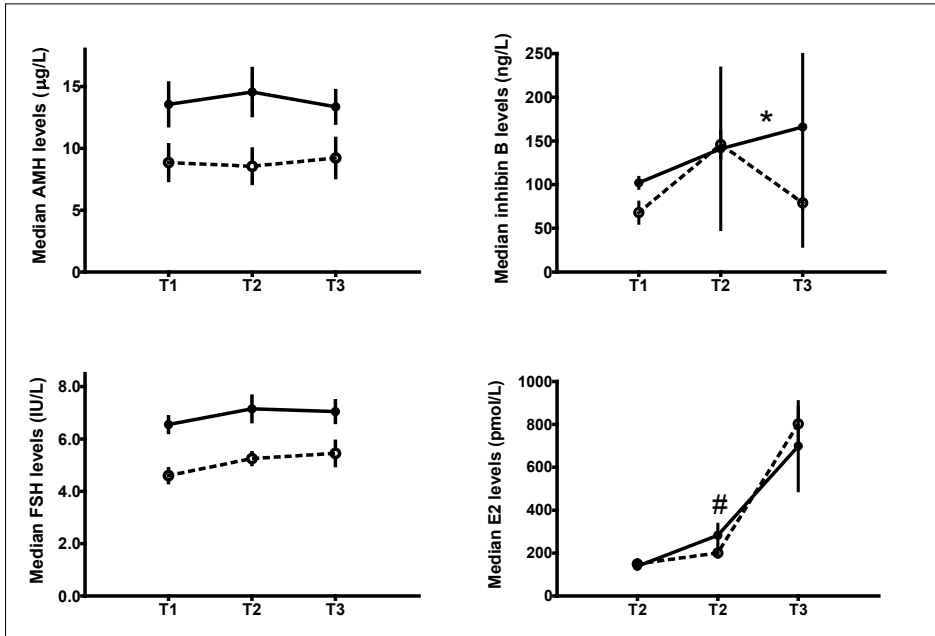 Median AMH levels (µg/L)
15
10
5
0
T1 T2 T3
Median inhibin B levels (ng/L)
250
200
150
100
50
0
*
T1 T2 T3
Median FSH levels (IU/L)
8.0
6.0
4.0
2.0
0.0
T1 T2 T3
Median E2 levels (pmol/L)
1000
800
600
400
200
0
#
T2 T2 T3